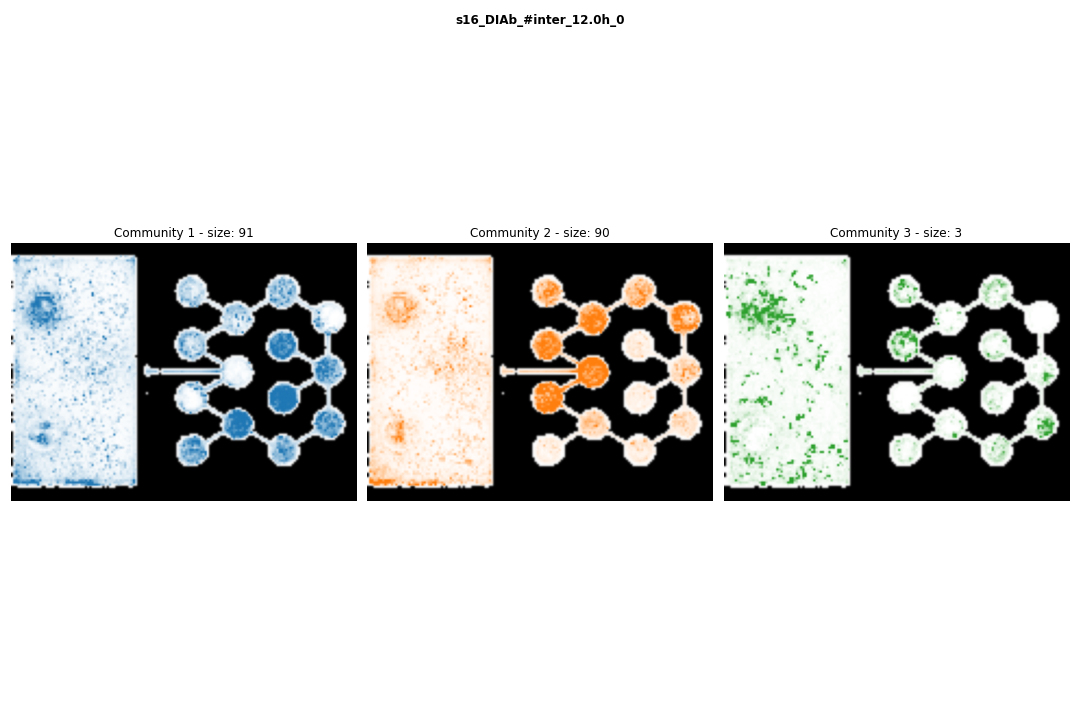 s16_DIAb_#inter_12.0h_0
Community 1 - size: 91
Community 2 - size: 90
Community 3 - size: 3